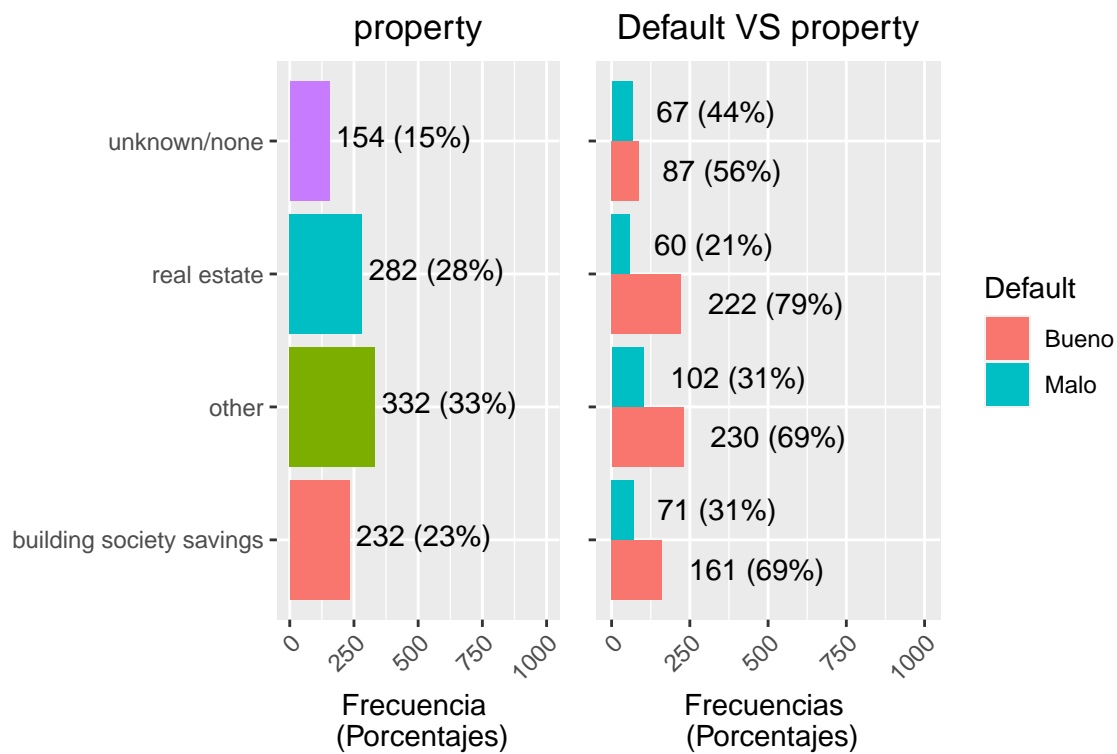 property
Default VS property
unknown/none
154 (15%)
67 (44%)
87 (56%)
real estate
282 (28%)
60 (21%)
222 (79%)
other
332 (33%)
102 (31%)
230 (69%)
building society savings
232 (23%)
71 (31%)
161 (69%)
Default
Bueno
Malo
0
250
500
750
1000
0
250
500
750
1000
Frecuencia
(Porcentajes)
Frecuencias
(Porcentajes)